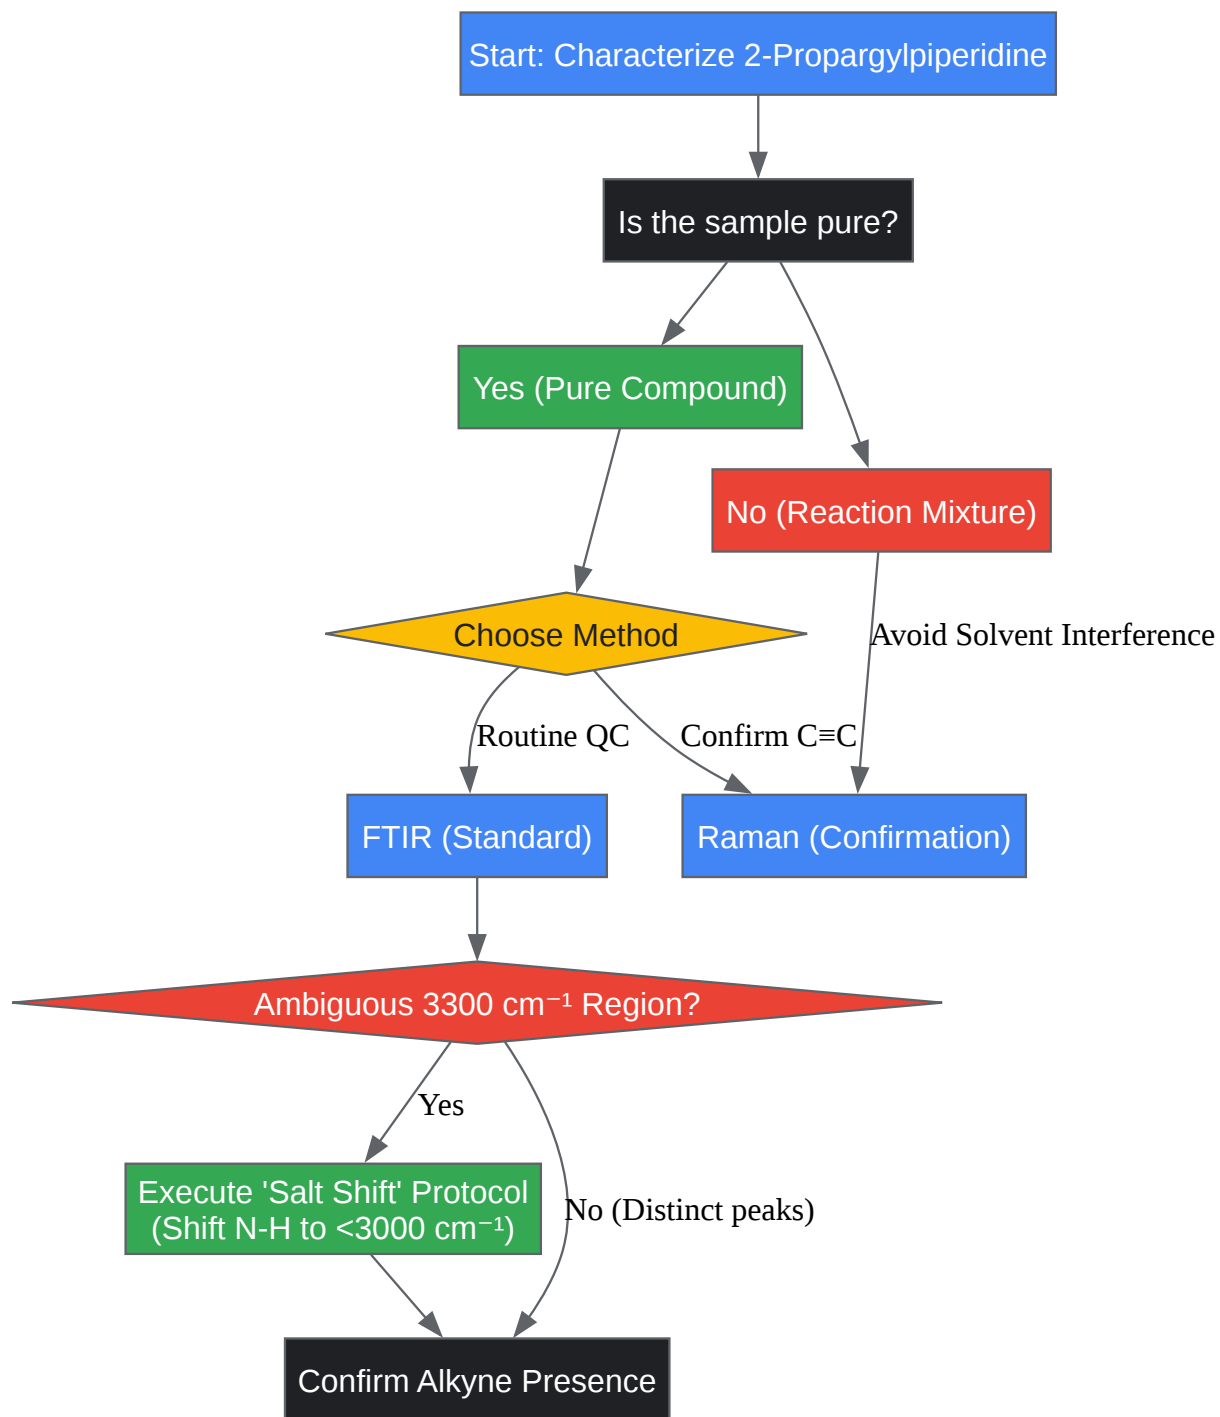 Start: Characterize 2-Propargylpiperidine
Is the sample pure?
Yes (Pure Compound)
No (Reaction Mixture)
Choose Method
Avoid Solvent Interference
Routine QC
Confirm C≡C
FTIR (Standard)
Raman (Confirmation)
Ambiguous 3300 cm⁻¹ Region?
Yes
Execute 'Salt Shift' Protocol
(Shift N-H to <3000 cm⁻¹)
No (Distinct peaks)
Confirm Alkyne Presence